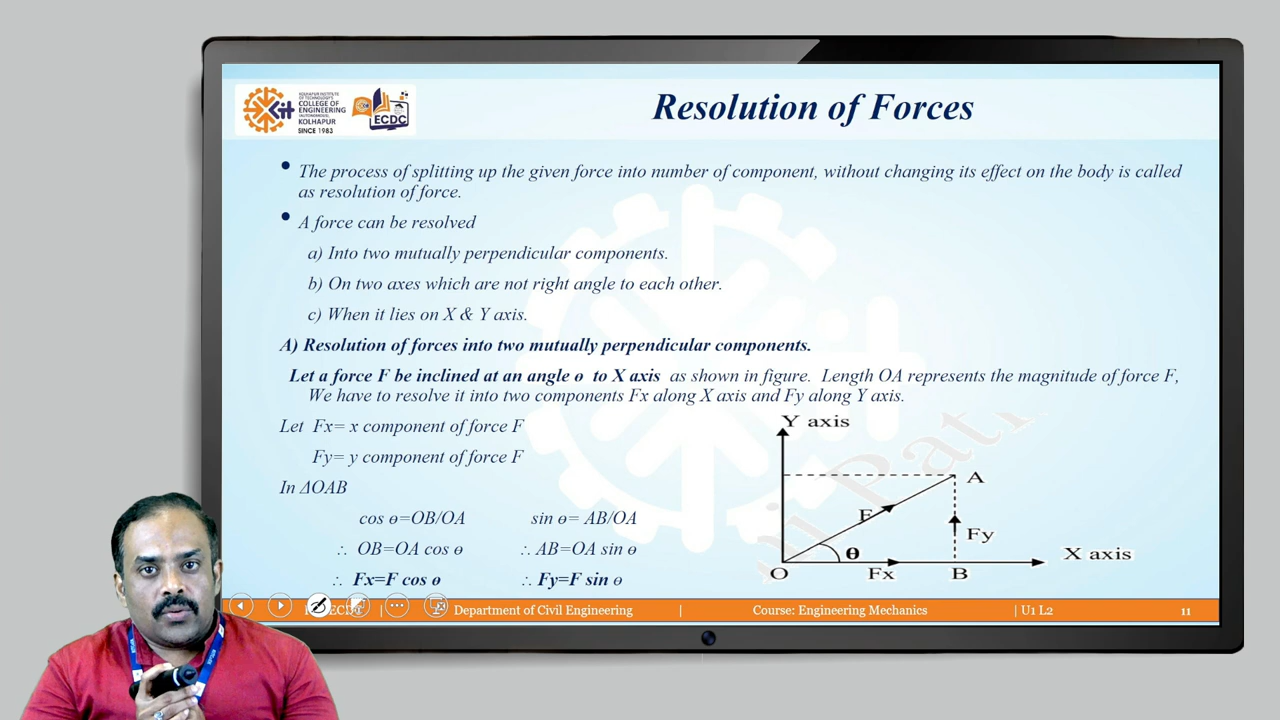 KOLHAPUR INSTITUTE
OF TECHNOLOGY'S
COLLEGE OF
ENGINEERING
(AUTONOMOUS)
KOLHAPUR
SINCE 1983
ECDC
Resolution of Forces
• The process of splitting up the given force into number of component, without changing its effect on the body is called
as resolution of force.
• A force can be resolved
a) Into two mutually perpendicular components.
b) On two axes which are not right angle to each other.
c) When it lies on X & Y axis.
A) Resolution of forces into two mutually perpendicular components.
Let a force F be inclined at an angle ɵ to X axis as shown in figure. Length OA represents the magnitude of force F,
We have to resolve it into two components Fx along X axis and Fy along Y axis.
Let Fx= x component of force F
Fy= y component of force F
In ΔOAB
cos ɵ=OB/OA sin ɵ= AB/OA
∴ OB=OA cos ɵ ∴ AB=OA sin ɵ
∴ Fx=F cos ɵ ∴ Fy=F sin ɵ
Y axis
A
F
Fy
θ
X axis
O
Fx
B
| Department of Civil Engineering | Course: Engineering Mechanics | U1 L2 11